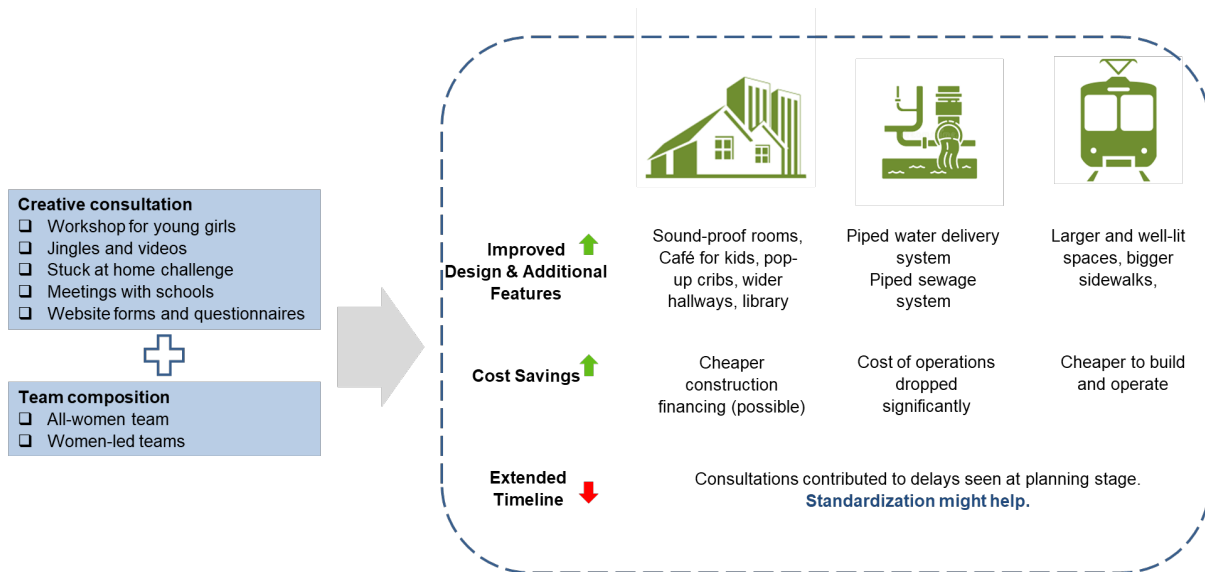 Creative consultation
❑ Workshop for young girls
❑ Jingles and videos
❑ Stuck at home challenge
❑ Meetings with schools
❑ Website forms and questionnaires
Team composition
❑ All-women team
❑ Women-led teams
Improved
Design & Additional
Features
Sound-proof rooms,
Café for kids, pop-
up cribs, wider
hallways, library
Piped water delivery
system
Piped sewage
system
Larger and well-lit
spaces, bigger
sidewalks,
Cost Savings
Cheaper
construction
financing (possible)
Cost of operations
dropped
significantly
Cheaper to build
and operate
Extended
Timeline
Consultations contributed to delays seen at planning stage.
Standardization might help.